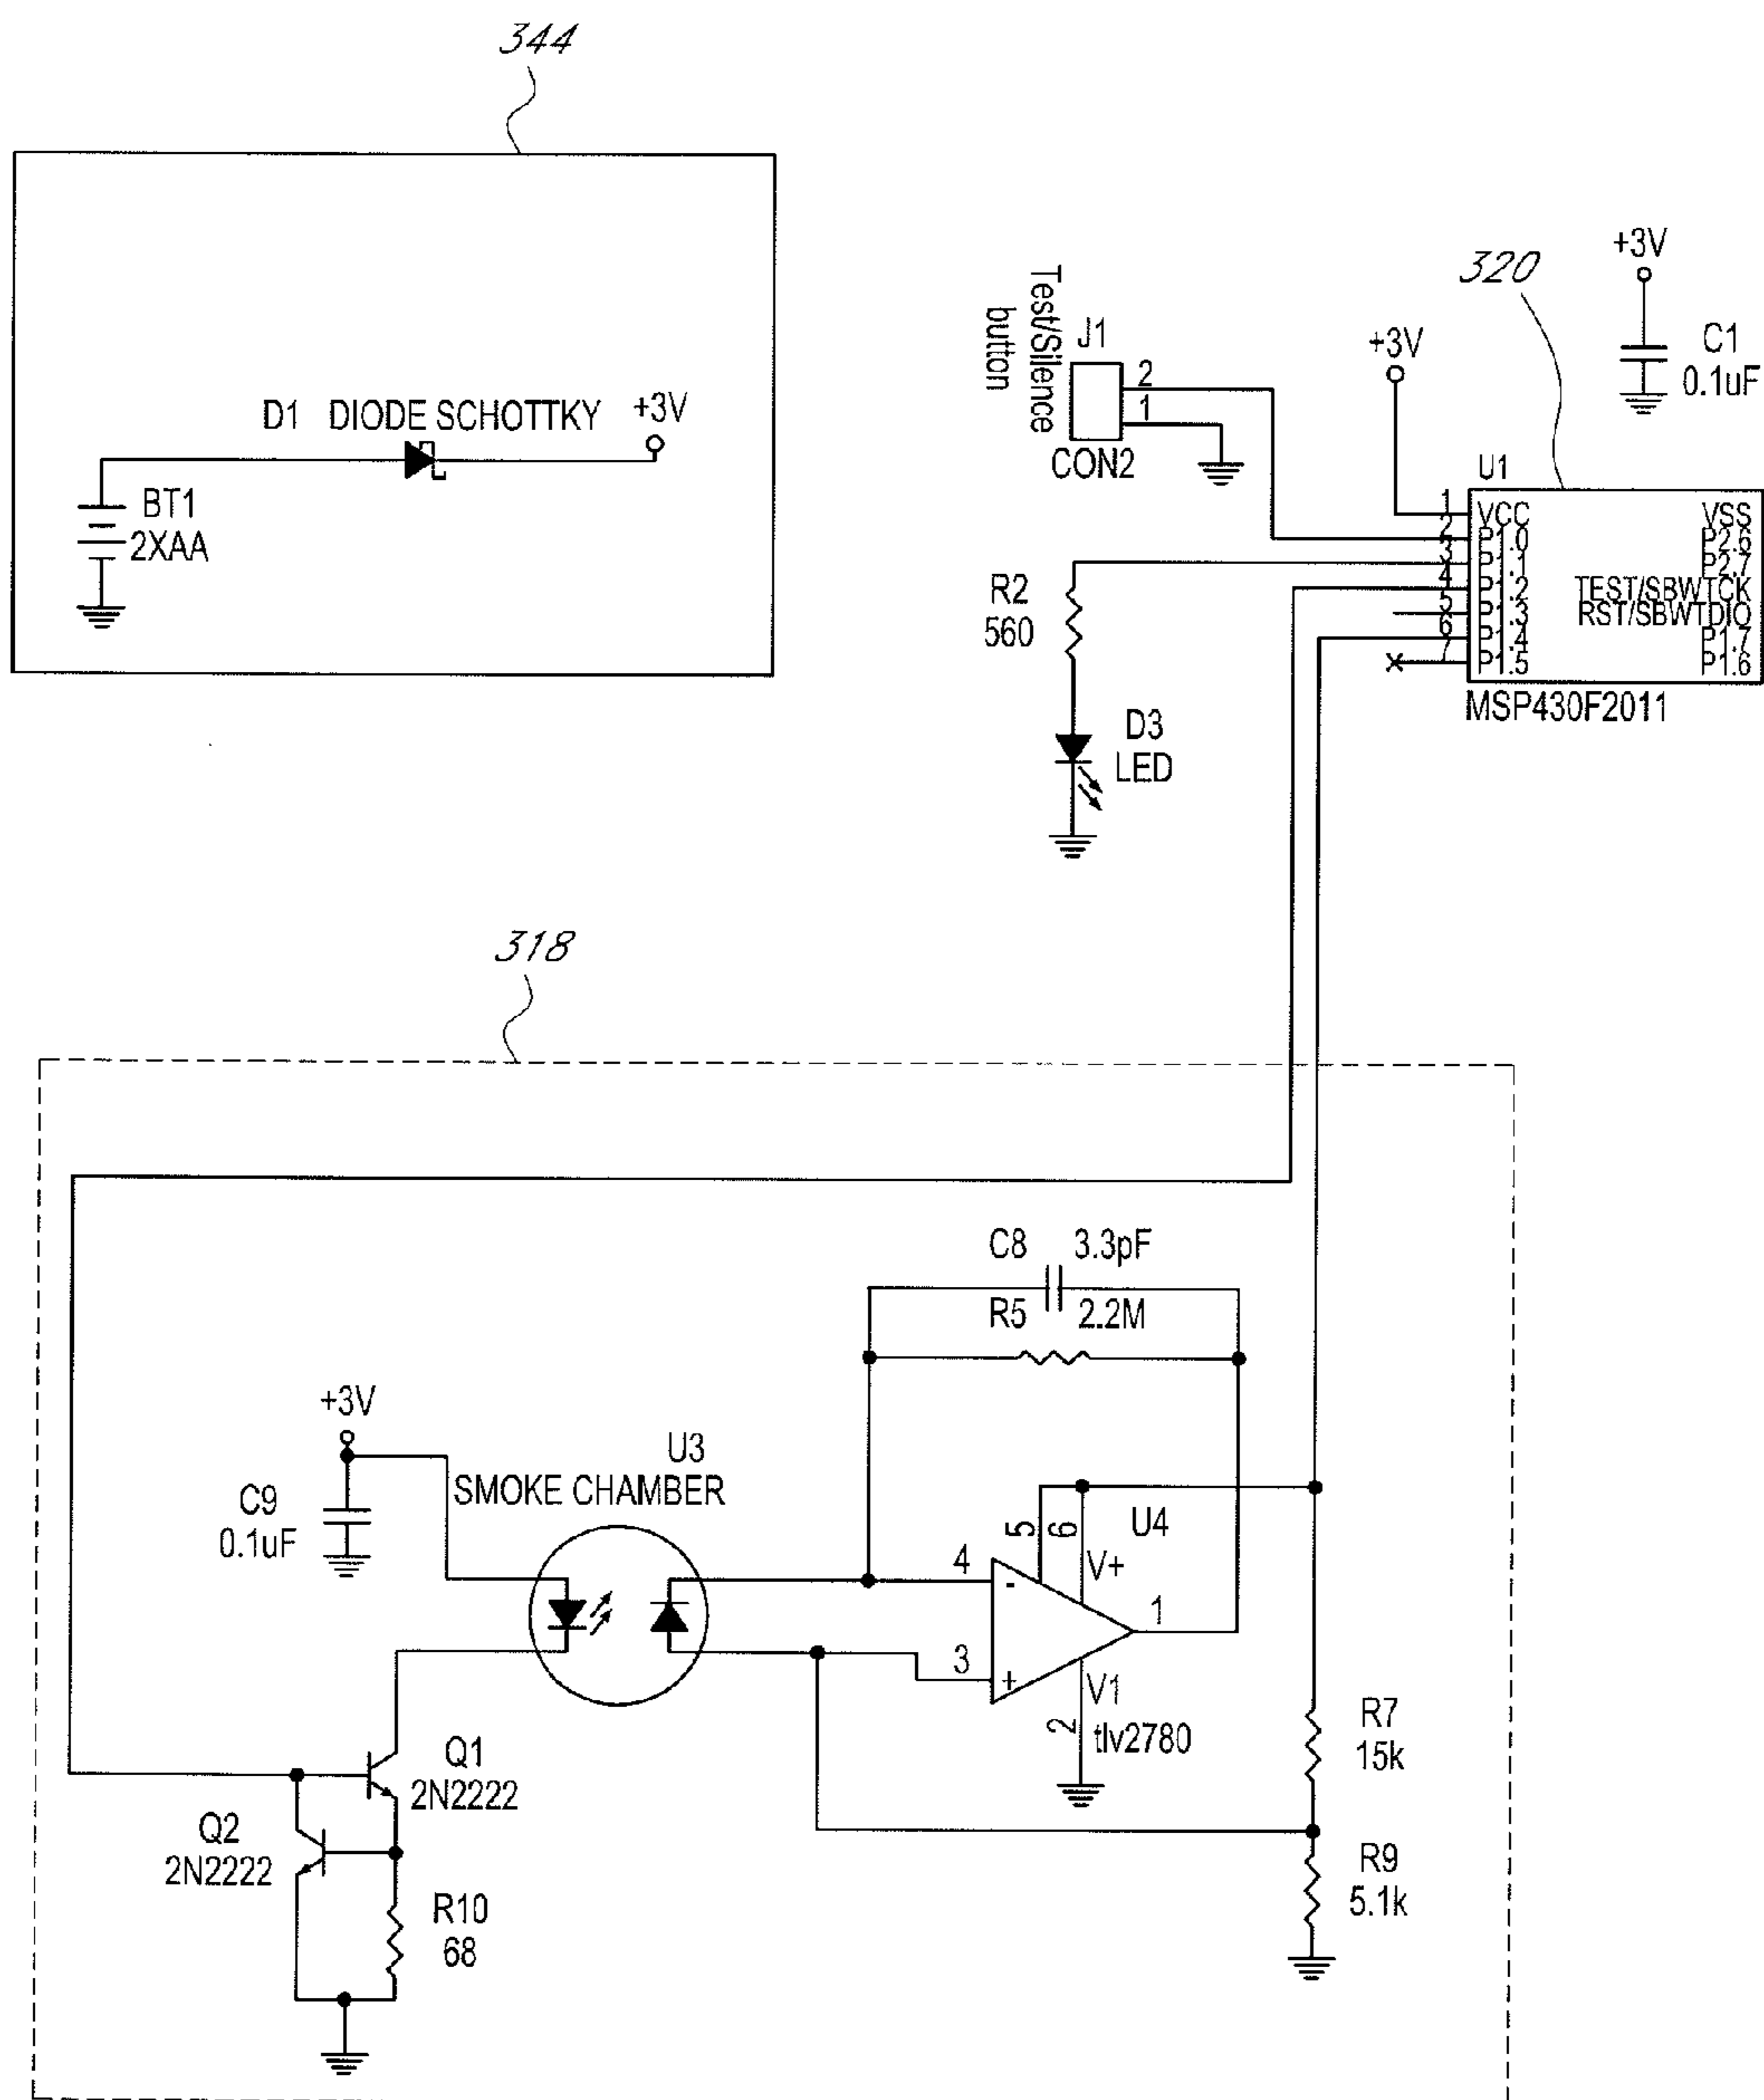 344
D1 DIODE SCHOTTKY +3V
BT1
2XAA
Test/Silence
button
J1
2
1
CON2
+3V
320
+3V
C1
0.1uF
U1
1 VCC VSS
2 P1.0 P2.6
3 P1.1 P2.7
4 P1.2 TEST/SBWTCK
5 P1.3 RST/SBWTDIO
6 P1.4 P1.7
7 P1.5 P1.6
MSP430F2011
R2
560
D3
LED
318
C8 3.3pF
R5 2.2M
+3V
C9
0.1uF
U3
SMOKE CHAMBER
5
6
U4
V+
4
-
1
3
+
V1
2
tlv2780
R7
15k
Q1
2N2222
Q2
2N2222
R9
5.1k
R10
68